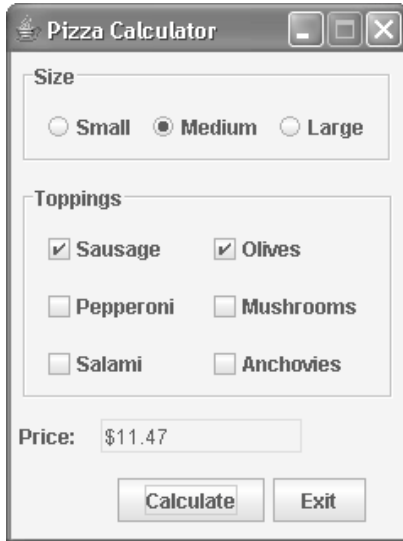 Pizza Calculator
Size
Small Medium Large
Toppings
Sausage Olives
Pepperoni Mushrooms
Salami Anchovies
Price: $11.47
Calculate Exit